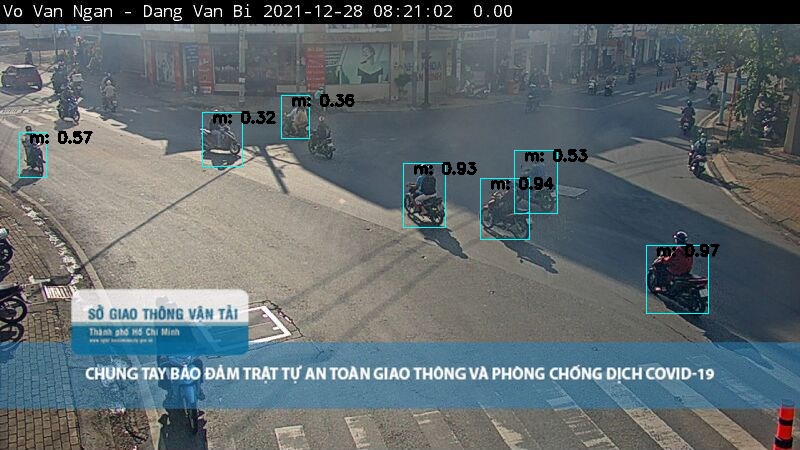 Vo Van Ngan - Dang Van Bi 2021-12-28 08:21:02 0.00
m: 0.36
m: 0.32
m: 0.57
m: 0.53
m: 0.93
m: 0.94
m: 0.97
SỞ GIAO THÔNG VẬN TẢI
Thành phố Hồ Chí Minh
CHUNG TAY BẢO ĐẢM TRẬT TỰ AN TOÀN GIAO THÔNG VÀ PHÒNG CHỐNG DỊCH COVID-19